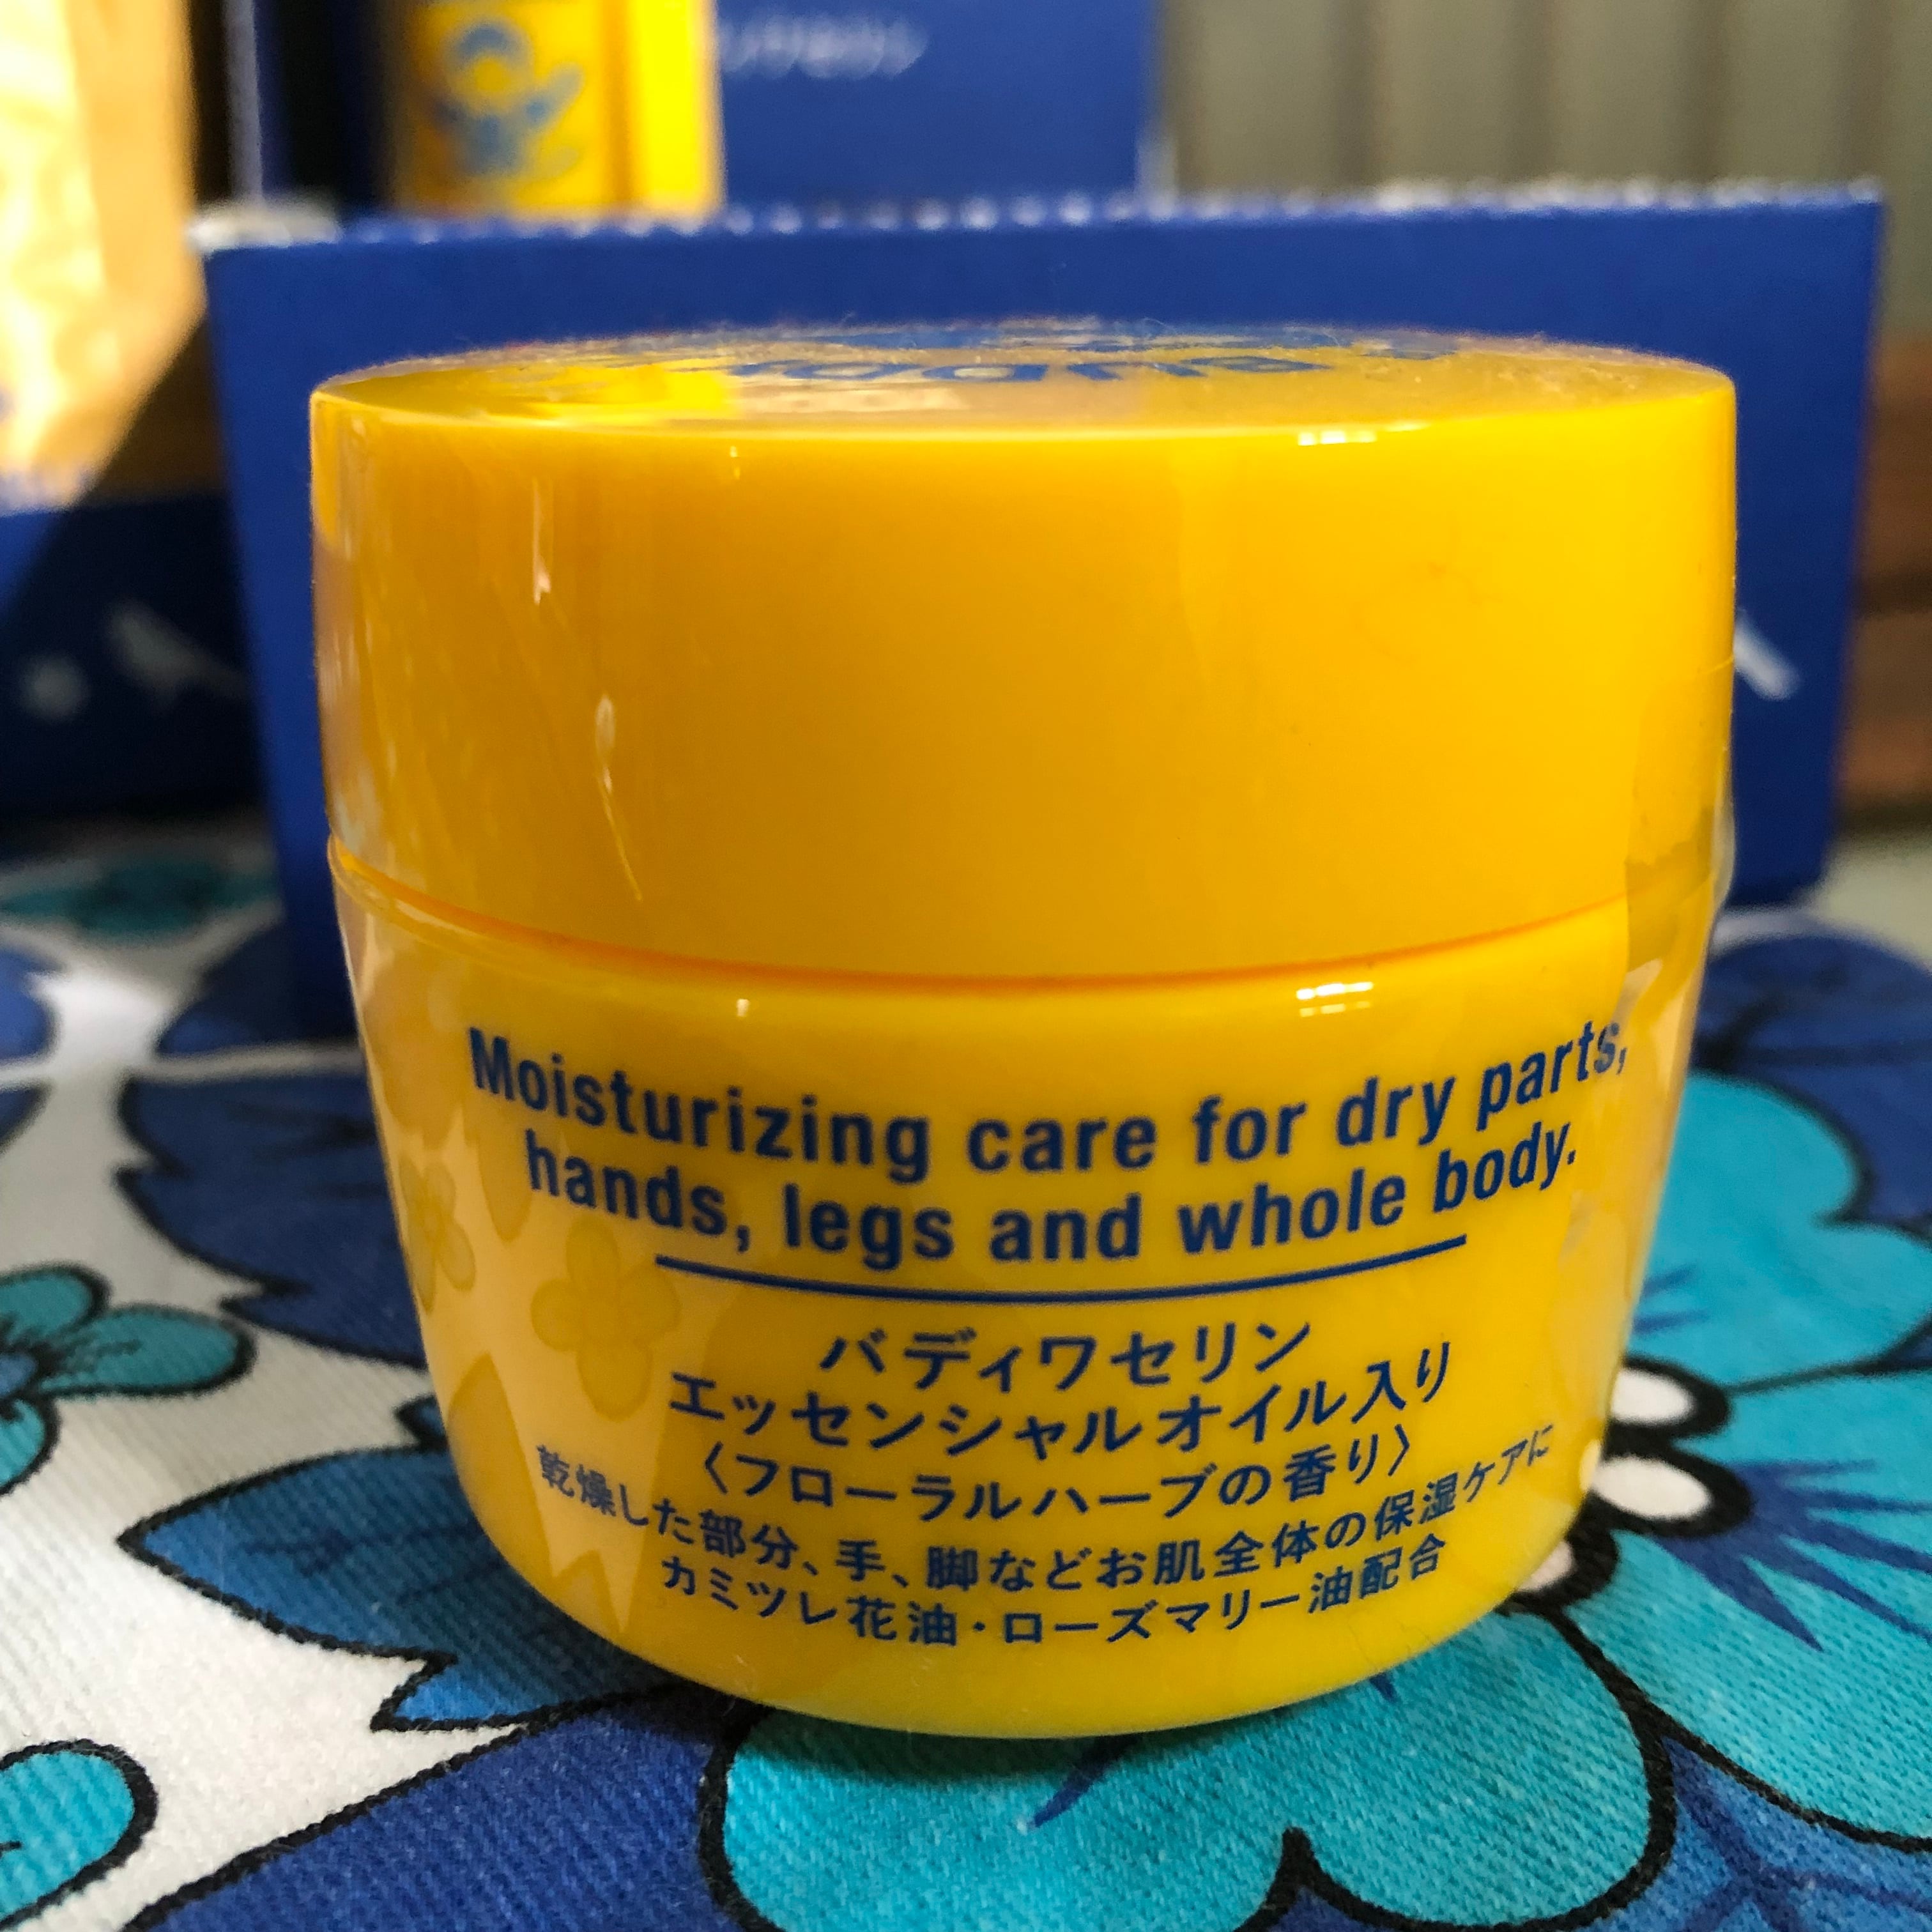 Moisturizing care for dry parts,
hands, legs and whole body.
バディワセリン
エッセンシャルオイル入り
〈フローラルハーブの香り〉
乾燥した部分、手、脚などお肌全体の保湿ケアに
カミツレ花油・ローズマリー油配合